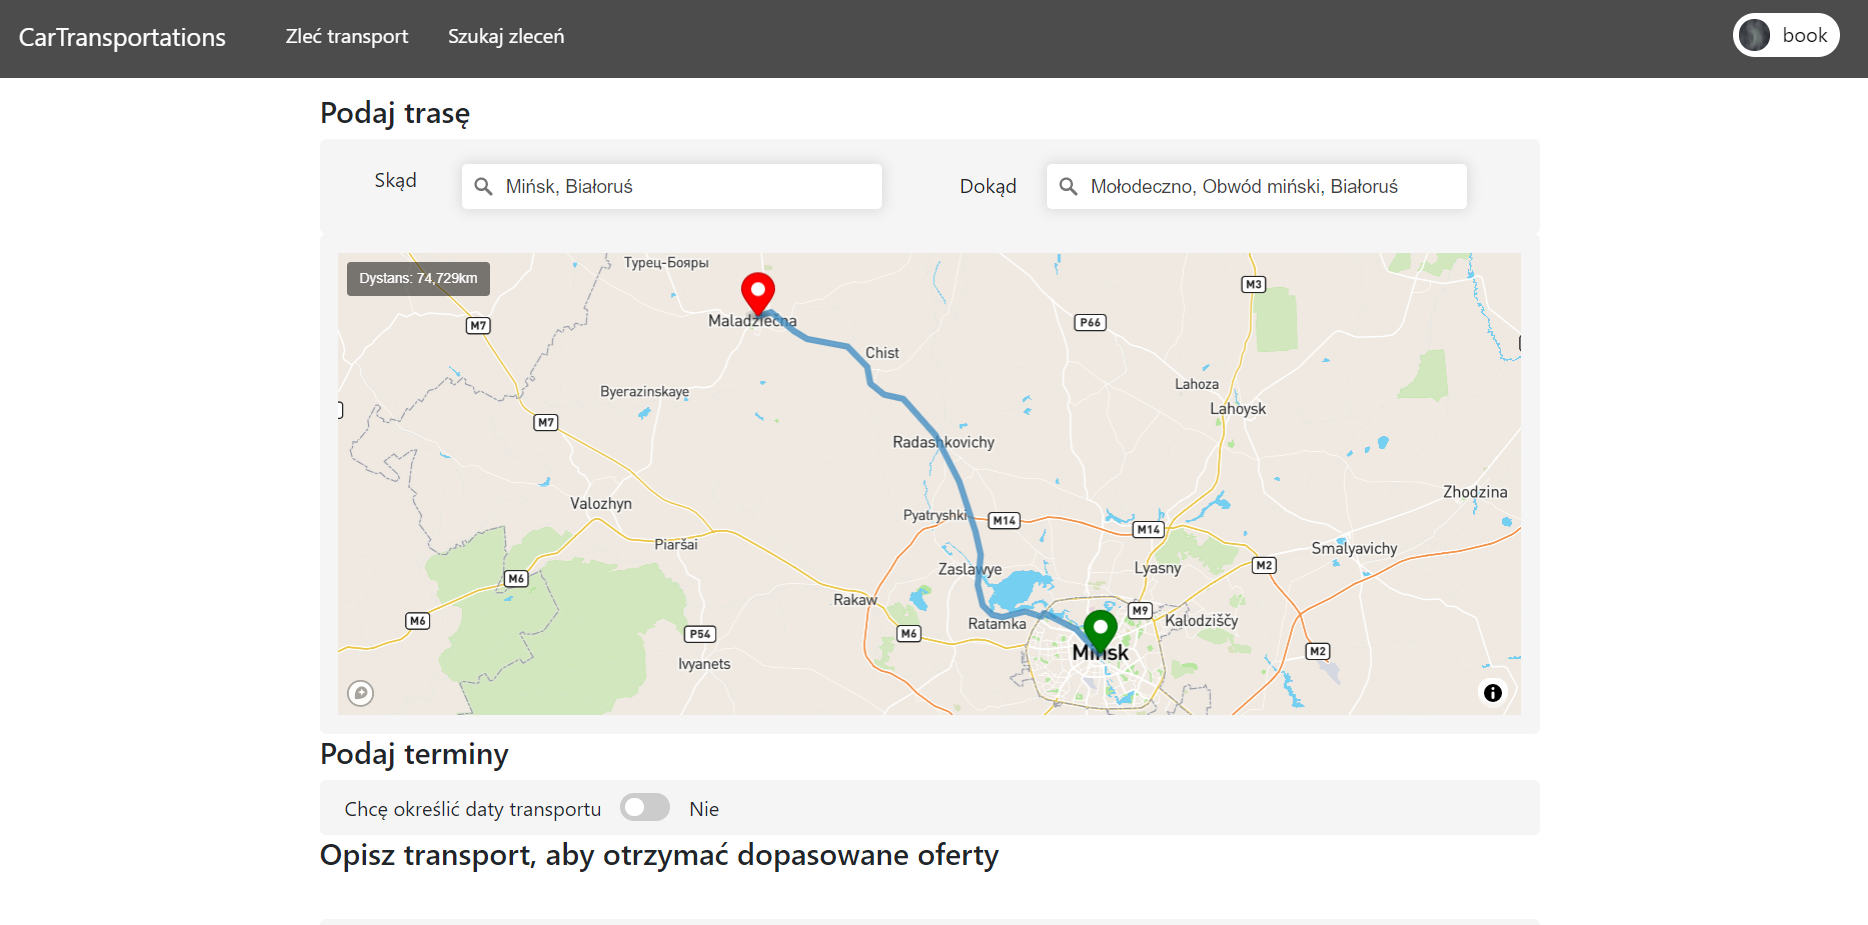 CarTransportations
Zleć transport
Szukaj zleceń
book
Podaj trasę
Skąd
Mińsk, Białoruś
Dokąd
Mołodeczno, Obwód miński, Białoruś
Dystans: 74,729km
Турец-Бояры
M3
Maladziečna
M7
P66
Chist
Lahoza
Byerazinskaye
Lahoysk
M7
Radashkovichy
Zhodzina
Valozhyn
Pyatryshki
M14
M14
Piaršai
Smalyavichy
Zaslawye
Lyasny
M2
M6
Rakaw
M9
M6
Ratamka
Kalodziščy
P54
M6
Minsk
M2
Ivyanets
Podaj terminy
Chcę określić daty transportu
Nie
Opisz transport, aby otrzymać dopasowane oferty